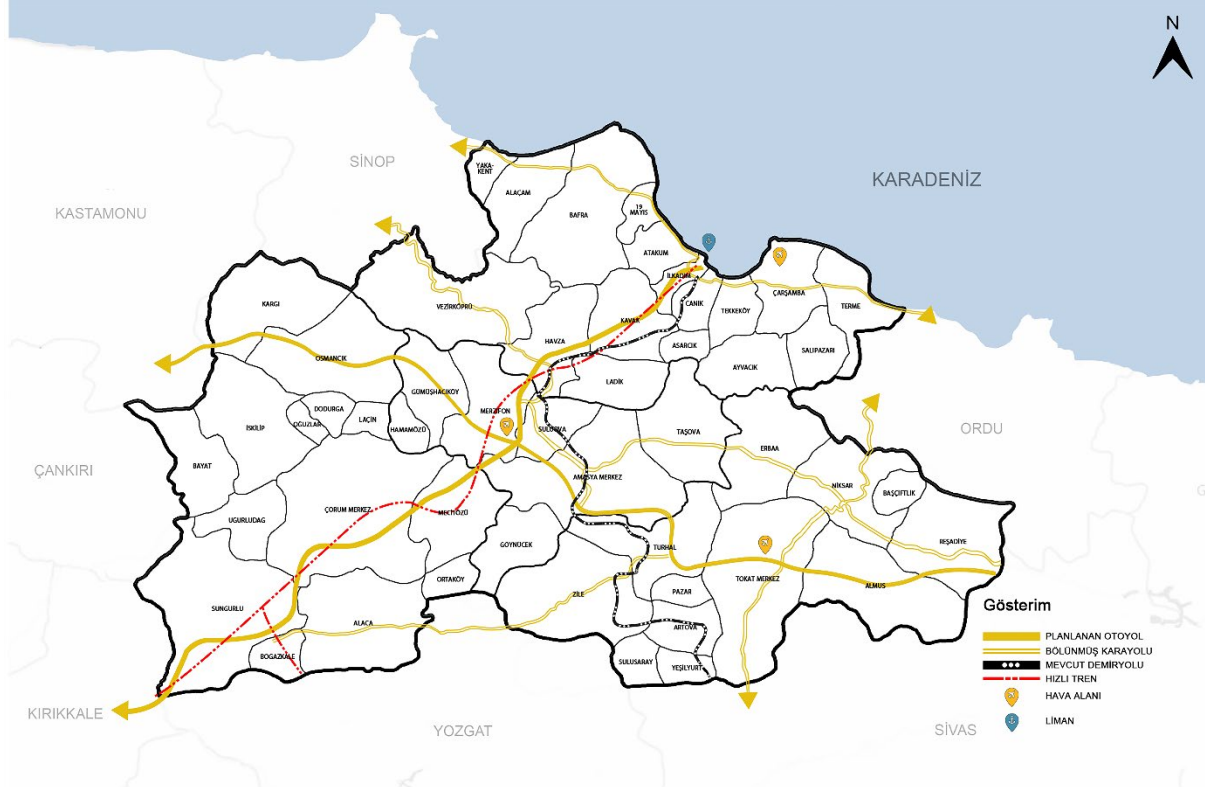 N
SİNOP
KARADENİZ
KASTAMONU
YAKA-
KENT
ALAÇAM
BAFRA
19
MAYIS
ATAKUM
İLKADIM
CANİK
TEKKEKÖY
ÇARŞAMBA
TERME
KARGI
VEZİRKÖPRÜ
KAVAK
HAVZA
ASARCIK
SALIPAZARI
AYVACIK
OSMANCIK
LADİK
GÜMÜŞHACIKÖY
MERZİFON
DODURGA
OĞUZLAR
LAÇİN
HAMAMÖZÜ
SULUOVA
İSKİLİP
TAŞOVA
ERBAA
ORDU
ÇANKIRI
BAYAT
AMASYA MERKEZ
NİKSAR
BAŞÇİFTLİK
UĞURLUDAĞ
ÇORUM MERKEZ
MECİTÖZÜ
GÖYNÜCEK
TURHAL
REŞADİYE
ORTAKÖY
TOKAT MERKEZ
ALMUS
SUNGURLU
ZİLE
PAZAR
ALACA
ARTOVA
BOĞAZKALE
SULUSARAY
YEŞİLYURT
KIRIKKALE
YOZGAT
SİVAS
Gösterim
PLANLANAN OTOYOL
BÖLÜNMÜŞ KARAYOLU
MEVCUT DEMİRYOLU
HIZLI TREN
HAVA ALANI
LİMAN